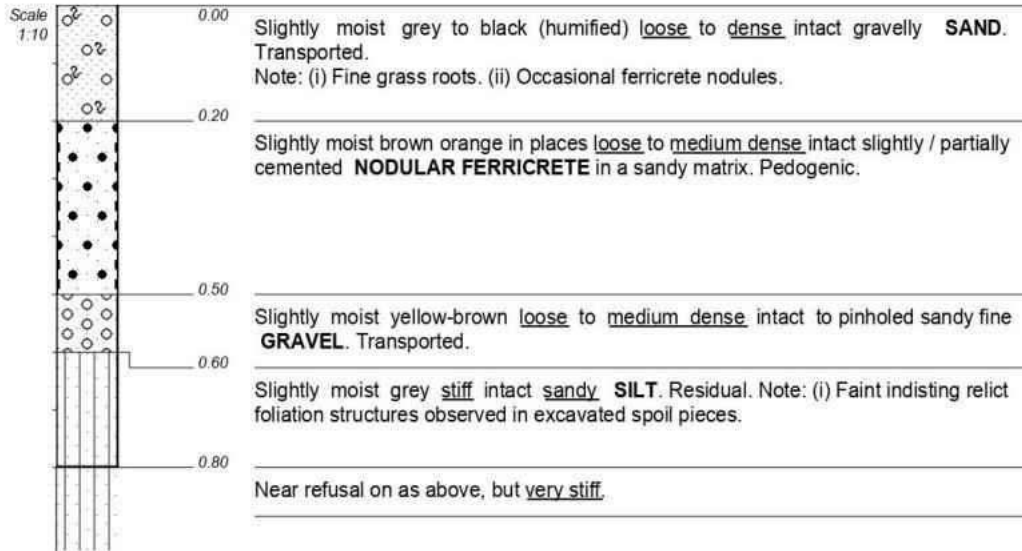 Scale
1:10
0.00
Slightly moist grey to black (humified) loose to dense intact gravelly SAND.
Transported.
Note: (i) Fine grass roots. (ii) Occasional ferricrete nodules.
0.20
Slightly moist brown orange in places loose to medium dense intact slightly / partially
cemented NODULAR FERRICRETE in a sandy matrix. Pedogenic.
0.50
Slightly moist yellow-brown loose to medium dense intact to pinholed sandy fine
GRAVEL. Transported.
0.60
Slightly moist grey stiff intact sandy SILT. Residual. Note: (i) Faint indisting relict
foliation structures observed in excavated spoil pieces.
0.80
Near refusal on as above, but very stiff.